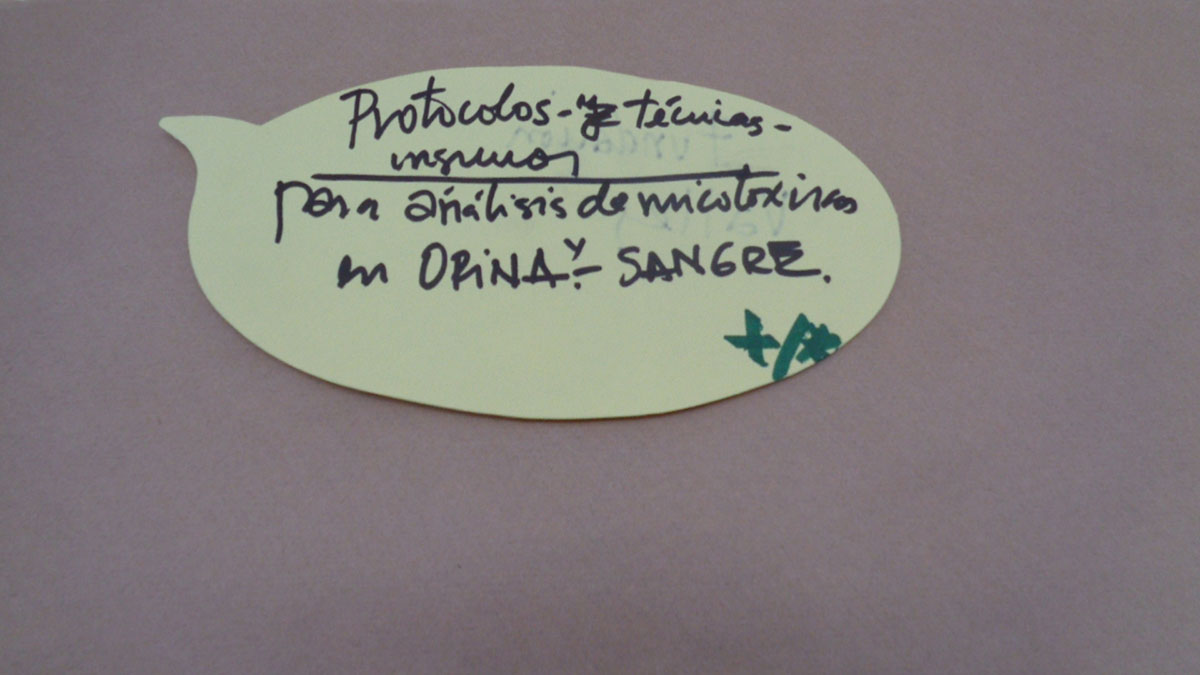 Protocolos - y técnicas -
insumos
para análisis de micotoxinas
en ORINA y - SANGRE.
+/*